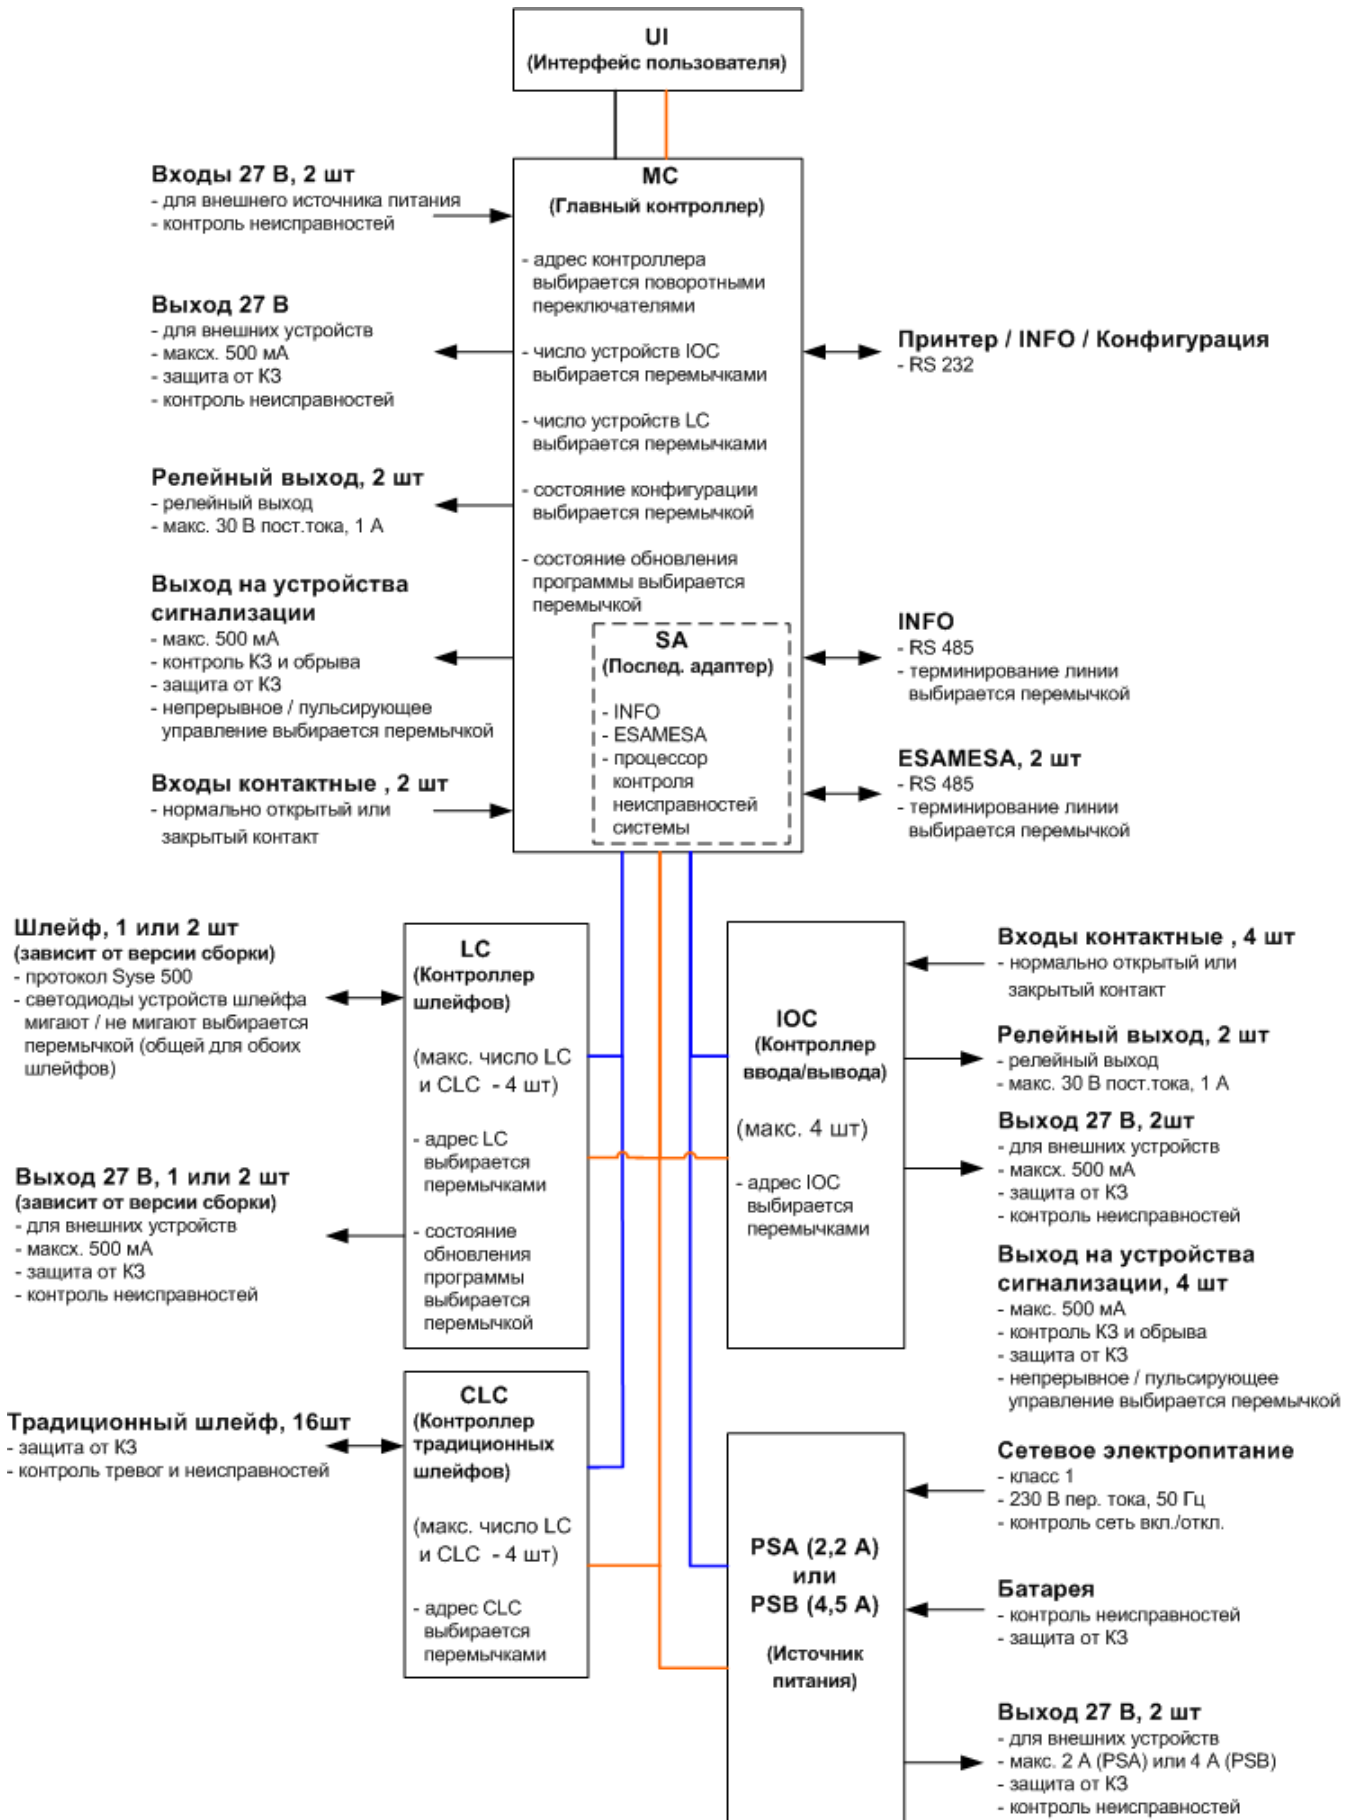 UI
(Интерфейс пользователя)
Входы 27 В, 2 шт
- для внешнего источника питания
- контроль неисправностей
Выход 27 В
- для внешних устройств
- максх. 500 мА
- защита от КЗ
- контроль неисправностей
Релейный выход, 2 шт
- релейный выход
- макс. 30 В пост.тока, 1 А
Выход на устройства
сигнализации
- макс. 500 мА
- контроль КЗ и обрыва
- защита от КЗ
- непрерывное / пульсирующее
управление выбирается перемычкой
Входы контактные , 2 шт
- нормально открытый или
закрытый контакт
MC
(Главный контроллер)
- адрес контроллера
выбирается поворотными
переключателями
- число устройств IOC
выбирается перемычками
- число устройств LC
выбирается перемычками
- состояние конфигурации
выбирается перемычкой
- состояние обновления
программы выбирается
перемычкой
SA
(Послед. адаптер)
- INFO
- ESAMESA
- процессор
контроля
неисправностей
системы
Принтер / INFO / Конфигурация
- RS 232
INFO
- RS 485
- терминирование линии
выбирается перемычкой
ESAMESA, 2 шт
- RS 485
- терминирование линии
выбирается перемычкой
Шлейф, 1 или 2 шт
(зависит от версии сборки)
- протокол Syse 500
- светодиоды устройств шлейфа
мигают / не мигают выбирается
перемычкой (общей для обоих
шлейфов)
Выход 27 В, 1 или 2 шт
(зависит от версии сборки)
- для внешних устройств
- максх. 500 мА
- защита от КЗ
- контроль неисправностей
LC
(Контроллер
шлейфов)
(макс. число LC
и CLC - 4 шт)
- адрес LC
выбирается
перемычками
- состояние
обновления
программы
выбирается
перемычкой
IOC
(Контроллер
ввода/вывода)
(макс. 4 шт)
- адрес IOC
выбирается
перемычками
Входы контактные , 4 шт
- нормально открытый или
закрытый контакт
Релейный выход, 2 шт
- релейный выход
- макс. 30 В пост.тока, 1 А
Выход 27 В, 2шт
- для внешних устройств
- максх. 500 мА
- защита от КЗ
- контроль неисправностей
Выход на устройства
сигнализации, 4 шт
- макс. 500 мА
- контроль КЗ и обрыва
- защита от КЗ
- непрерывное / пульсирующее
управление выбирается перемычкой
Традиционный шлейф, 16шт
- защита от КЗ
- контроль тревог и неисправностей
CLC
(Контроллер
традиционных
шлейфов)
(макс. число LC
и CLC - 4 шт)
- адрес CLC
выбирается
перемычками
PSA (2,2 А)
или
PSB (4,5 А)
(Источник
питания)
Сетевое электропитание
- класс 1
- 230 В пер. тока, 50 Гц
- контроль сеть вкл./откл.
Батарея
- контроль неисправностей
- защита от КЗ
Выход 27 В, 2 шт
- для внешних устройств
- макс. 2 А (PSA) или 4 А (PSB)
- защита от КЗ
- контроль неисправностей